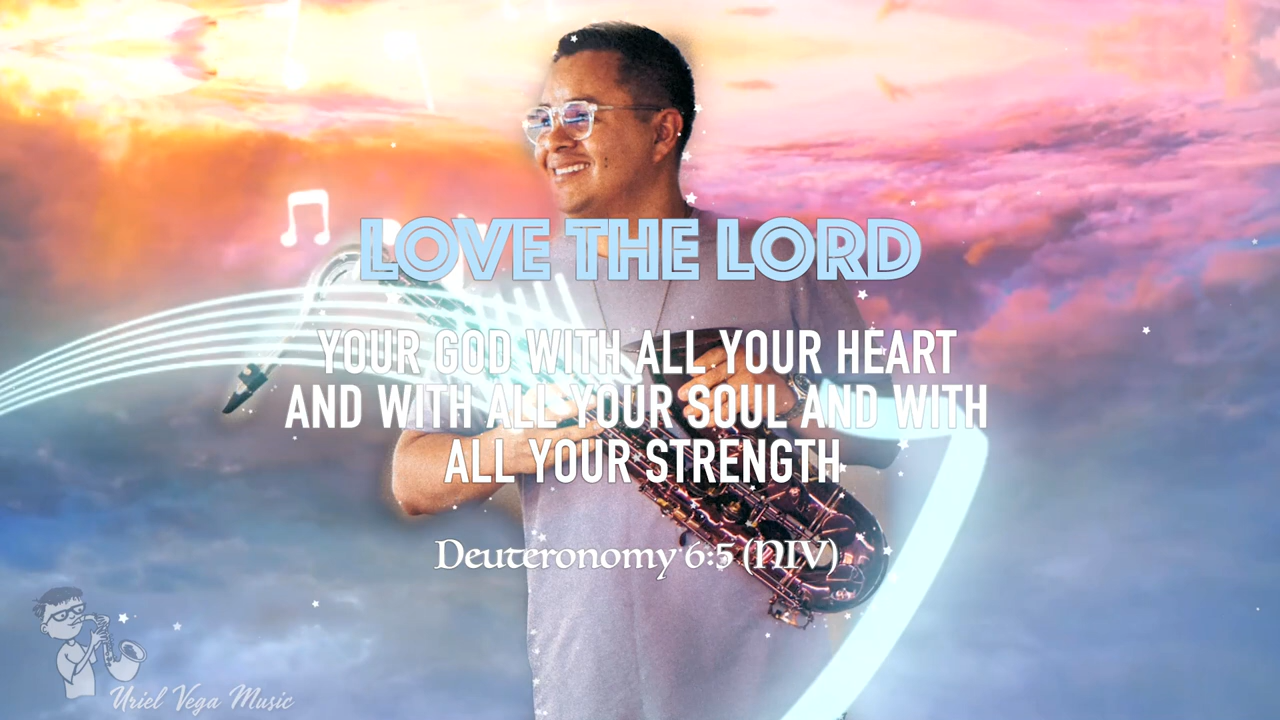 LOVE THE LORD
YOUR GOD WITH ALL YOUR HEART
AND WITH ALL YOUR SOUL AND WITH
ALL YOUR STRENGTH
Deuteronomy 6:5 (NIV)
Uriel Vega Music